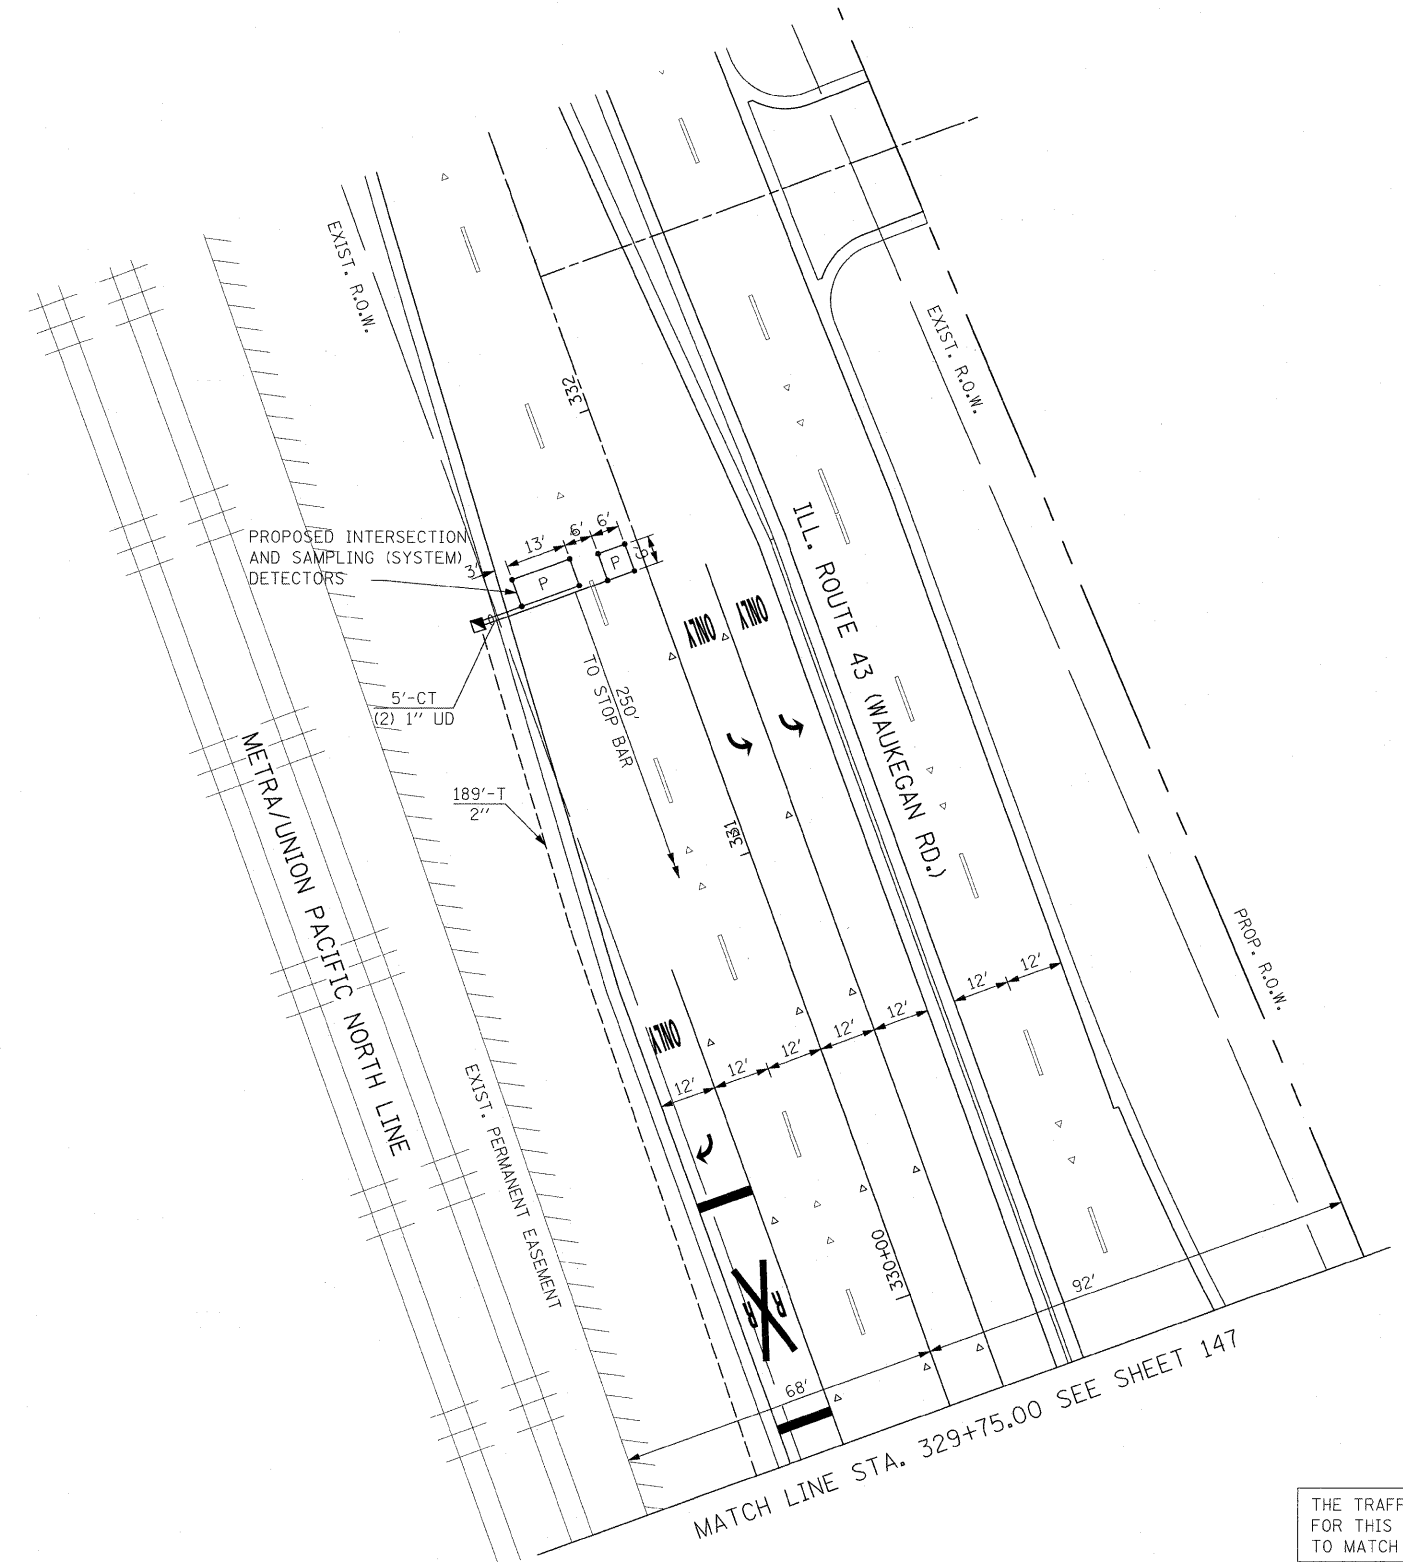 EXIST. R.O.W.
EXIST. R.O.W.
332
PROPOSED INTERSECTION
AND SAMPLING (SYSTEM)
DETECTORS
3'
13'
6'
6'
6'
P
P
ONLY
ONLY
ILL. ROUTE 43 (WAUKEGAN RD.)
250'
TO STOP BAR
5'-CT
(2) 1" UD
METRA/UNION PACIFIC NORTH LINE
189'-T
2"
331
PROP. R.O.W.
12'
12'
ONLY
12'
12'
12'
12'
12'
EXIST. PERMANENT EASEMENT
330+00
R
R
92'
68'
MATCH LINE STA. 329+75.00 SEE SHEET 147
THE TRAFF
FOR THIS
TO MATCH